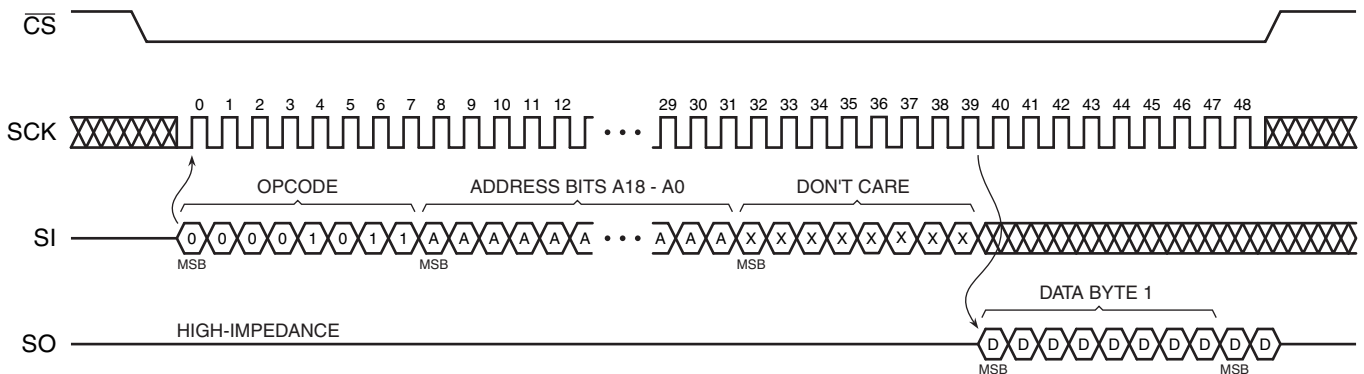 CS
0 1 2 3 4 5 6 7 8 9 10 11 12 29 30 31 32 33 34 35 36 37 38 39 40 41 42 43 44 45 46 47 48
SCK
OPCODE ADDRESS BITS A18 - A0 DON'T CARE
SI 0 0 0 0 1 0 1 1 A A A A A A A A A X X X X X X X X
MSB MSB MSB
DATA BYTE 1
HIGH-IMPEDANCE
SO D D D D D D D D D D
MSB MSB